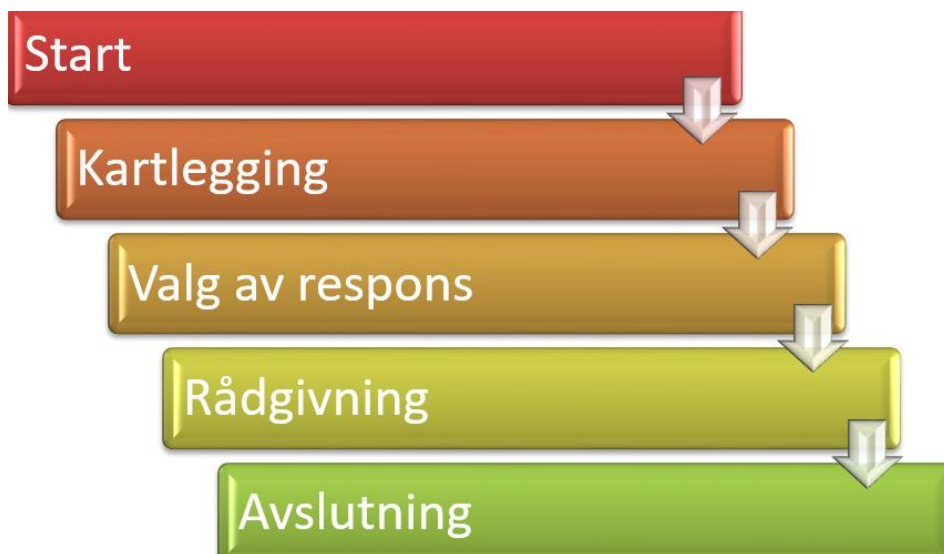 Start
Kartlegging
Valg av respons
Rådgivning
Avslutning